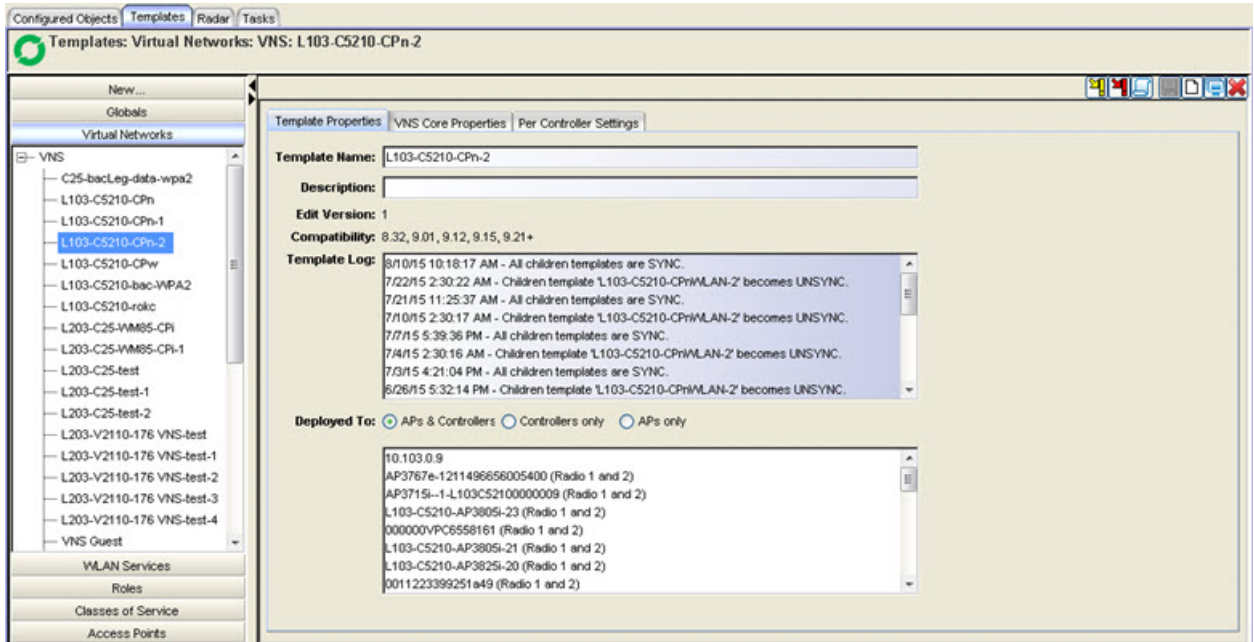 Configured Objects Templates Radar Tasks
Templates: Virtual Networks: VNS: L103-C5210-CPn-2
New...
Globals
Virtual Networks
VNS
C25-bacLeg-data-wpa2
L103-C5210-CPn
L103-C5210-CPn-1
L103-C5210-CPn-2
L103-C5210-CPw
L103-C5210-bac-WPA2
L103-C5210-rokc
L203-C25-WM85-CPi
L203-C25-WM85-CPi-1
L203-C25-test
L203-C25-test-1
L203-C25-test-2
L203-V2110-176 VNS-test
L203-V2110-176 VNS-test-1
L203-V2110-176 VNS-test-2
L203-V2110-176 VNS-test-3
L203-V2110-176 VNS-test-4
VNS Guest
WLAN Services
Roles
Classes of Service
Access Points
Template Properties VNS Core Properties Per Controller Settings
Template Name: L103-C5210-CPn-2
Description:
Edit Version: 1
Compatibility: 8.32, 9.01, 9.12, 9.15, 9.21+
Template Log: 8/10/15 10:18:17 AM - All children templates are SYNC.
7/22/15 2:30:22 AM - Children template 'L103-C5210-CPnWLAN-2' becomes UNSYNC.
7/21/15 11:25:37 AM - All children templates are SYNC.
7/10/15 2:30:17 AM - Children template 'L103-C5210-CPnWLAN-2' becomes UNSYNC.
7/7/15 5:39:36 PM - All children templates are SYNC.
7/4/15 2:30:16 AM - Children template 'L103-C5210-CPnWLAN-2' becomes UNSYNC.
7/3/15 4:21:04 PM - All children templates are SYNC.
6/26/15 5:32:14 PM - Children template 'L103-C5210-CPnWLAN-2' becomes UNSYNC.
Deployed To: APs & Controllers Controllers only APs only
10.103.0.9
AP3767e-1211496656005400 (Radio 1 and 2)
AP3715i--1-L103C52100000009 (Radio 1 and 2)
L103-C5210-AP3805i-23 (Radio 1 and 2)
000000VPC6558161 (Radio 1 and 2)
L103-C5210-AP3805i-21 (Radio 1 and 2)
L103-C5210-AP3825i-20 (Radio 1 and 2)
0011223399251a49 (Radio 1 and 2)